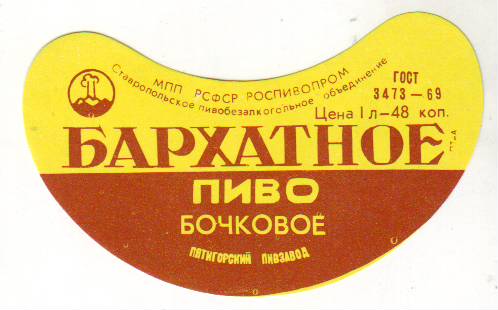 МПП РСФСР РОСПИВОПРОМ
Ставропольское пивобезалкогольное объединение
ГОСТ
3473—69
Цена 1 л—48 коп.
БАРХАТНОЕ
ПИВО
БОЧКОВОЕ
ПЯТИГОРСКИЙ ПИВЗАВОД